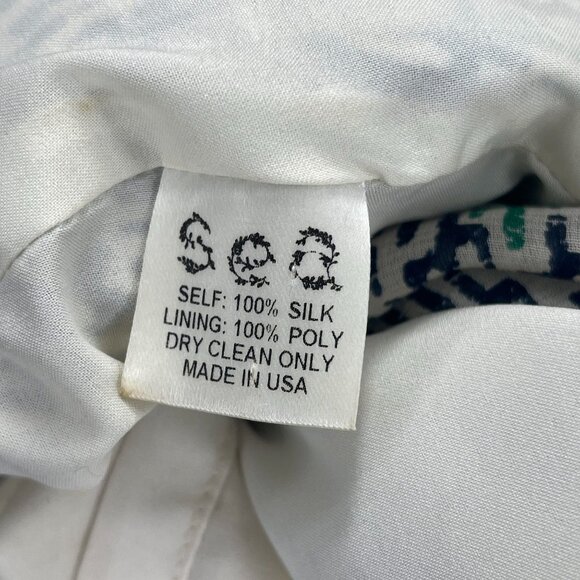 Sea
SELF: 100% SILK
LINING: 100% POLY
DRY CLEAN ONLY
MADE IN USA